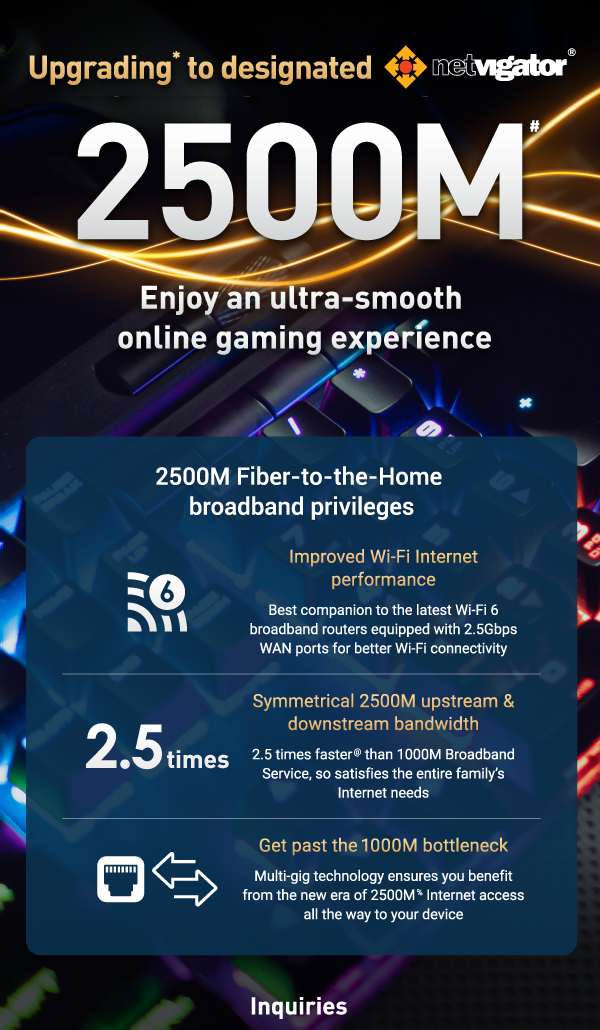 Upgrading* to designated netvigator®
2500M#
Enjoy an ultra-smooth
online gaming experience
2500M Fiber-to-the-Home
broadband privileges
6
Improved Wi-Fi Internet
performance
Best companion to the latest Wi-Fi 6
broadband routers equipped with 2.5Gbps
WAN ports for better Wi-Fi connectivity
2.5 times
Symmetrical 2500M upstream &
downstream bandwidth
2.5 times faster@ than 1000M Broadband
Service, so satisfies the entire family's
Internet needs
Get past the 1000M bottleneck
Multi-gig technology ensures you benefit
from the new era of 2500M% Internet access
all the way to your device
Inquiries